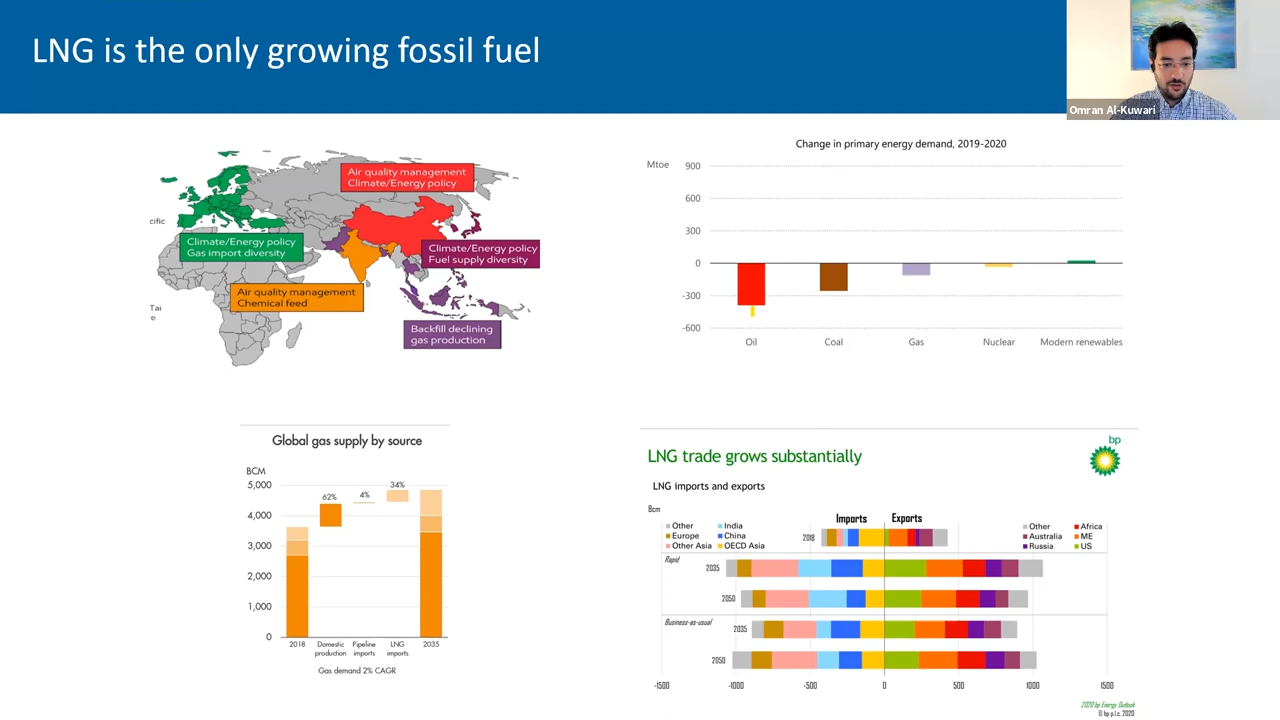 LNG is the only growing fossil fuel
Omran Al-Kuwari
Air quality management
Climate/Energy policy
cific
Climate/Energy policy
Gas import diversity
Climate/Energy policy
Fuel supply diversity
Air quality management
Chemical feed
Tai
e
Backfill declining
gas production
Change in primary energy demand, 2019-2020
Mtoe
900
600
300
0
-300
-600
Oil Coal Gas Nuclear Modern renewables
Global gas supply by source
BCM
5,000
4,000
3,000
2,000
1,000
0
62% 4% 34%
2018 Domestic production Pipeline imports LNG imports 2035
Gas demand 2% CAGR
bp
LNG trade grows substantially
LNG imports and exports
Bcm
Imports Exports
Other India
Europe China
Other Asia OECD Asia
Other Africa
Australia ME
Russia US
2018
Rapid
2035
2050
Business-as-usual
2035
2050
-1500 -1000 -500 0 500 1000 1500
2020 bp Energy Outlook
© bp p.l.c. 2020